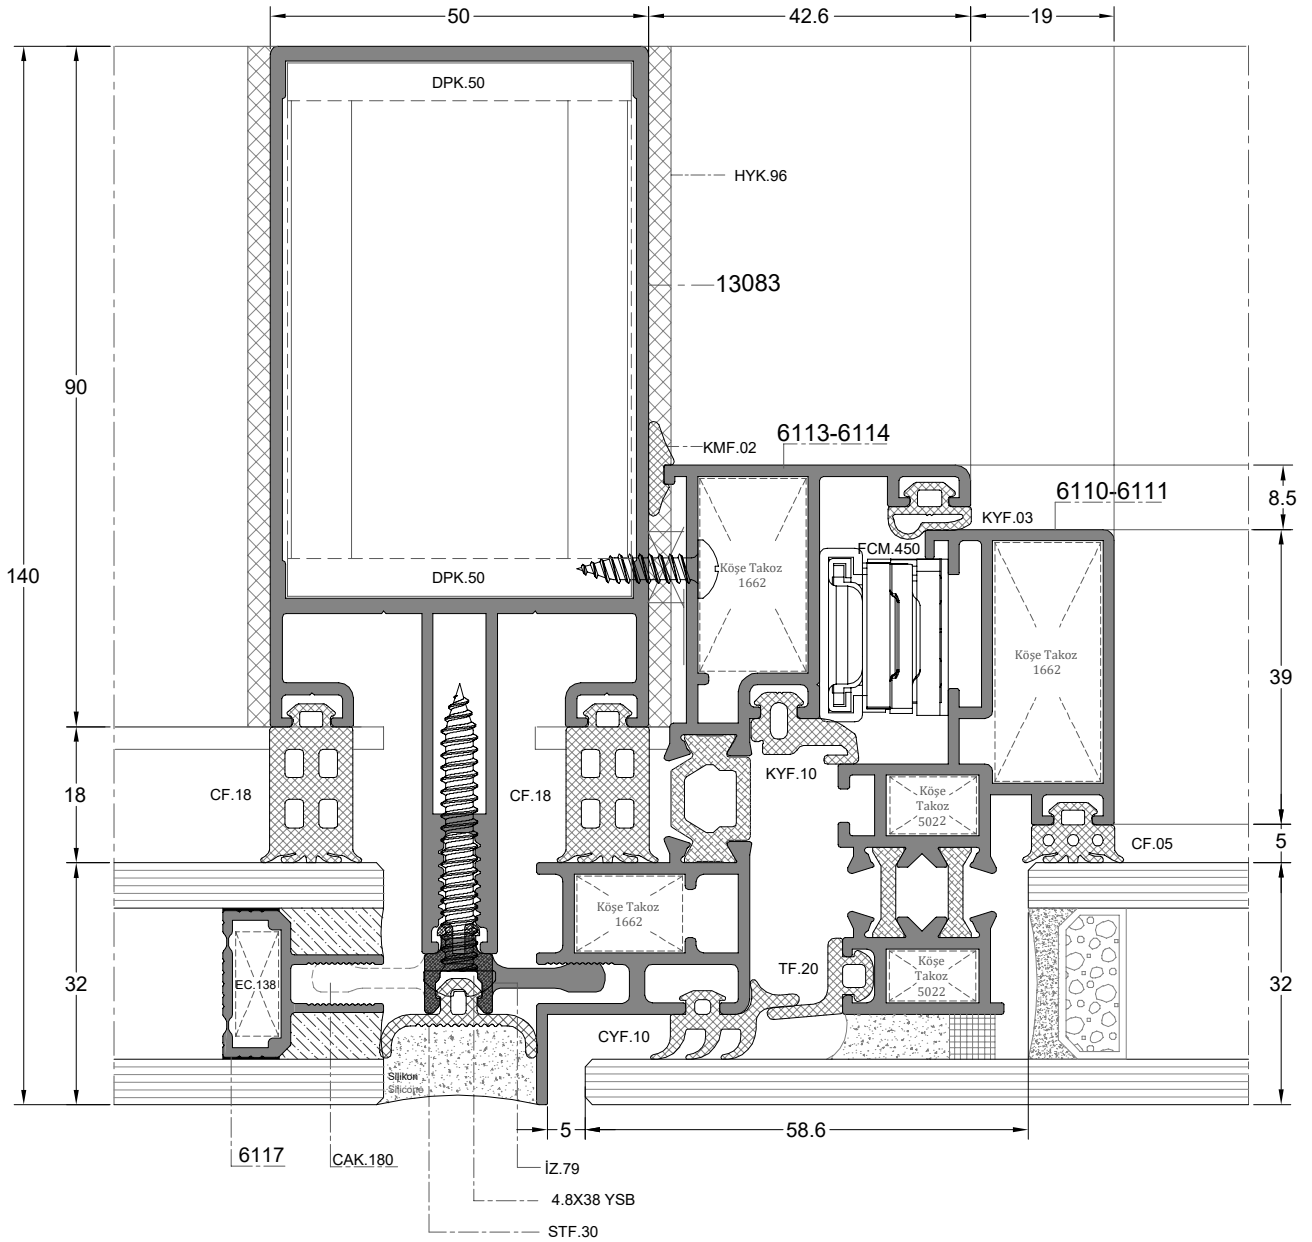 50
42.6
19
DPK.50
HYK.96
13083
90
KMF.02
6113-6114
6110-6111
8.5
KYF.03
FCM.450
140
DPK.50
Köşe Takoz
1662
Köşe Takoz
1662
39
KYF.10
18
CF.18
CF.18
Köşe
Takoz
5022
CF.05
5
Köşe Takoz
1662
32
EC.138
TF.20
Köşe
Takoz
5022
32
CYF.10
Silikon
Silicone
5
58.6
6117
CAK.180
İZ.79
4.8X38 YSB
STF.30